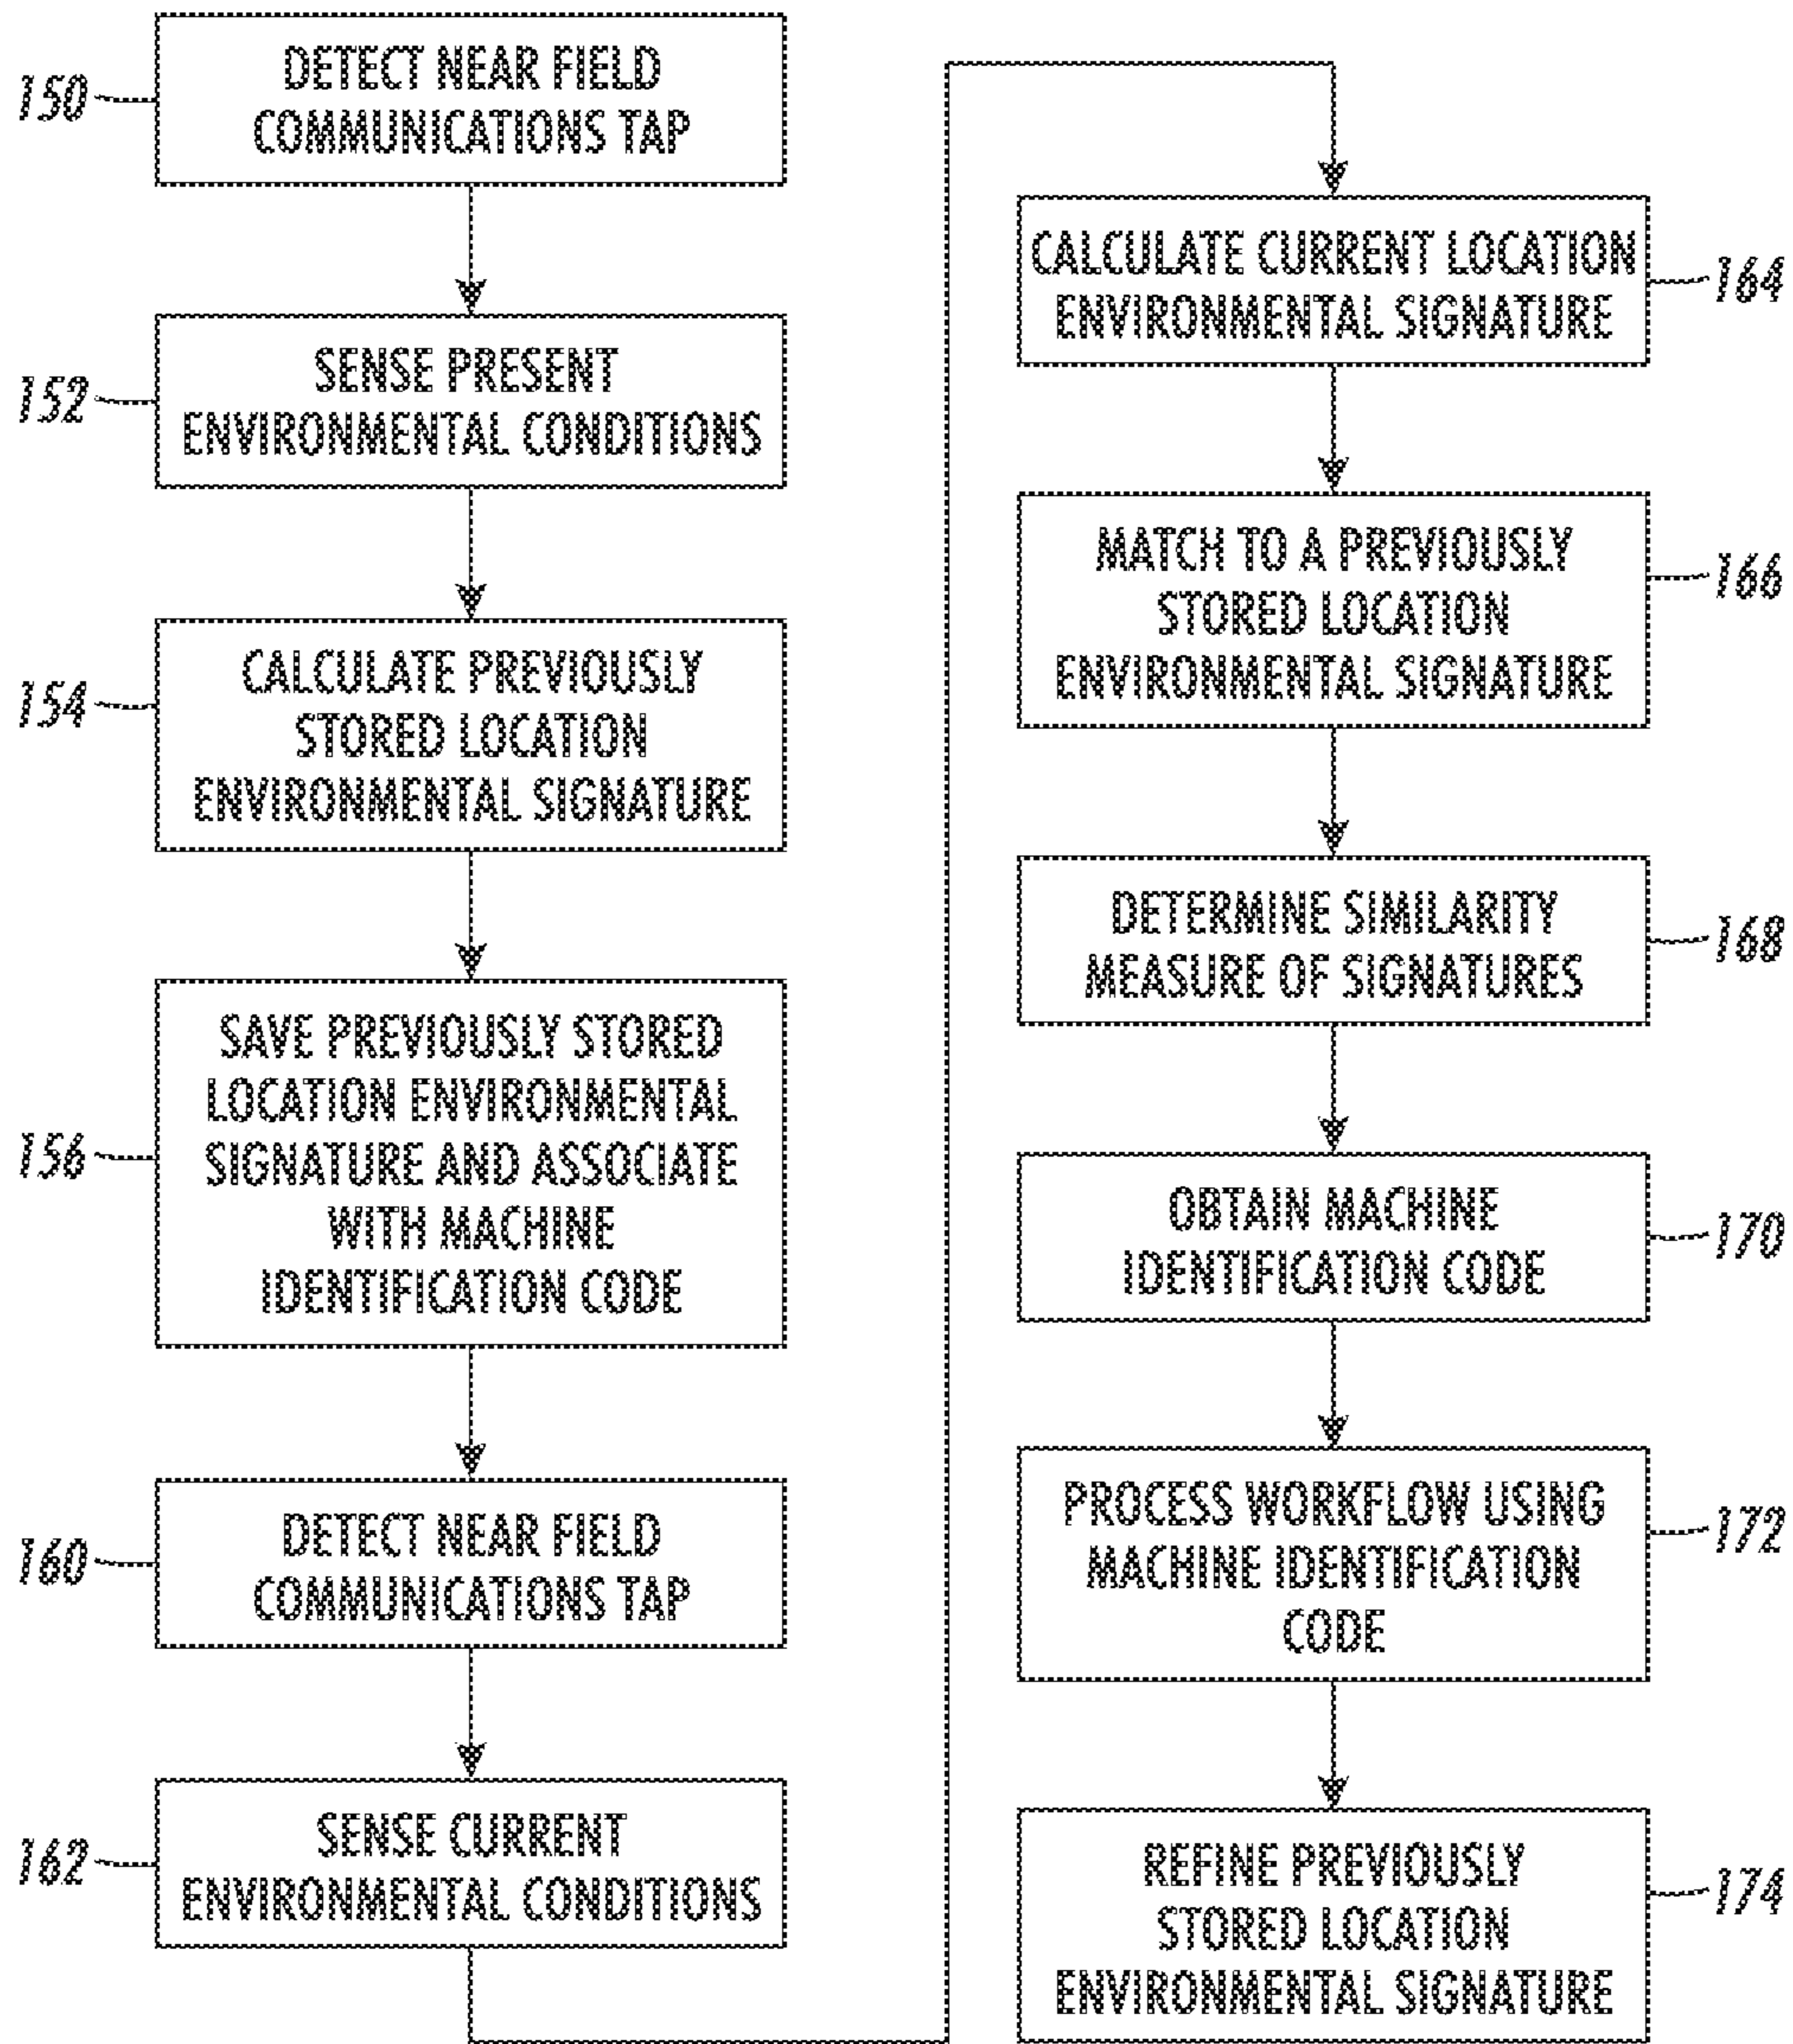 150
DETECT NEAR FIELD
COMMUNICATIONS TAP
152
SENSE PRESENT
ENVIRONMENTAL CONDITIONS
154
CALCULATE PREVIOUSLY
STORED LOCATION
ENVIRONMENTAL SIGNATURE
156
SAVE PREVIOUSLY STORED
LOCATION ENVIRONMENTAL
SIGNATURE AND ASSOCIATE
WITH MACHINE
IDENTIFICATION CODE
160
DETECT NEAR FIELD
COMMUNICATIONS TAP
162
SENSE CURRENT
ENVIRONMENTAL CONDITIONS
CALCULATE CURRENT LOCATION
ENVIRONMENTAL SIGNATURE
164
MATCH TO A PREVIOUSLY
STORED LOCATION
ENVIRONMENTAL SIGNATURE
166
DETERMINE SIMILARITY
MEASURE OF SIGNATURES
168
OBTAIN MACHINE
IDENTIFICATION CODE
170
PROCESS WORKFLOW USING
MACHINE IDENTIFICATION
CODE
172
REFINE PREVIOUSLY
STORED LOCATION
ENVIRONMENTAL SIGNATURE
174